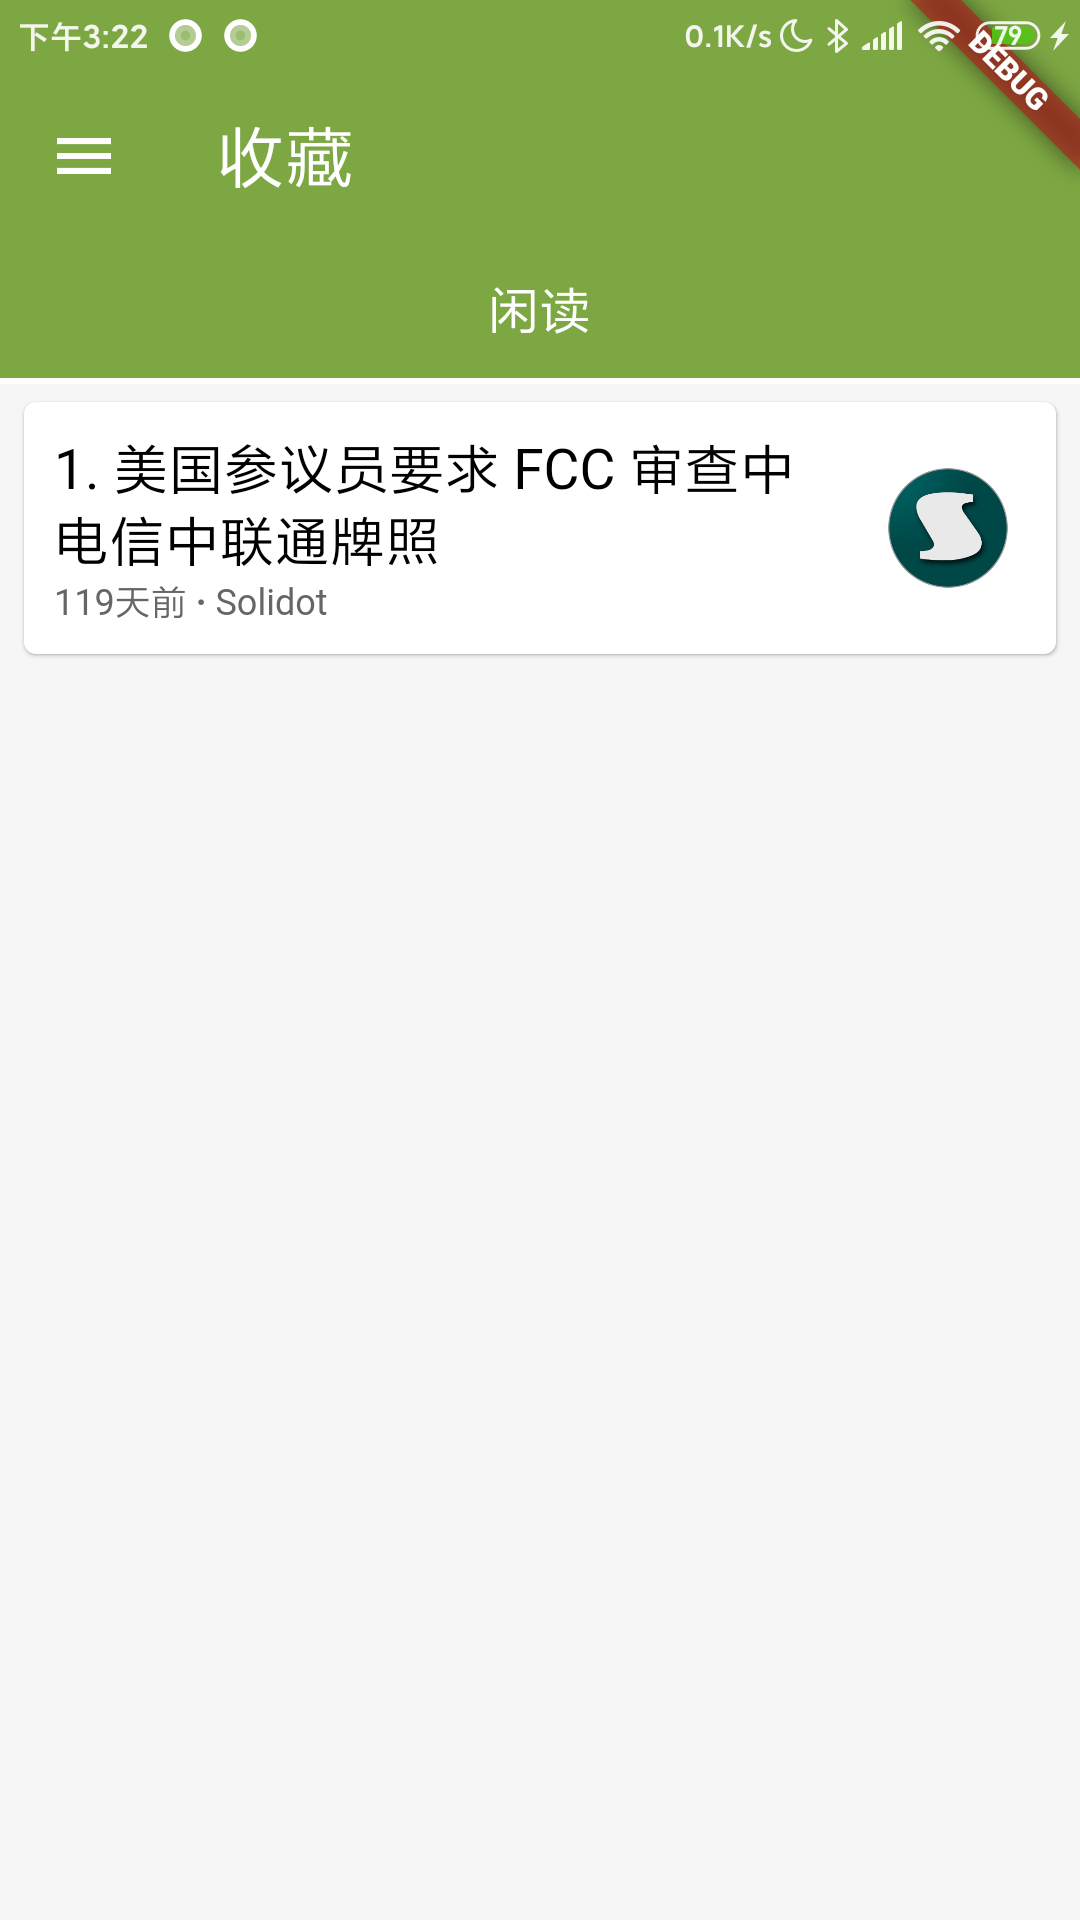 下午3:22 0.1K/s 79
DEBUG
收藏
闲读
1. 美国参议员要求 FCC 审查中
电信中联通牌照
119天前 · Solidot